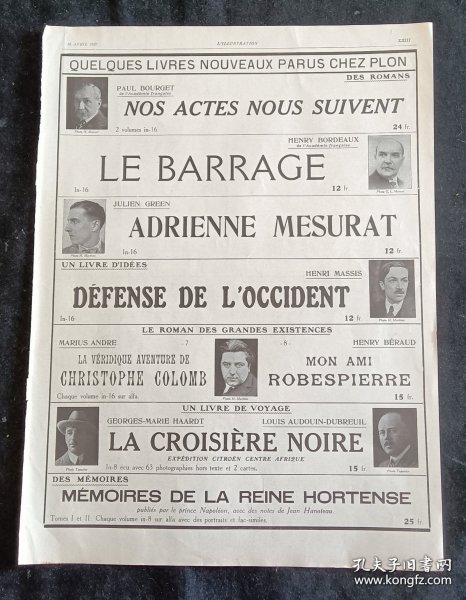 L'ILLUSTRATION
XXIII
QUELQUES LIVRES NOUVEAUX PARUS CHEZ PLON
DES ROMANS
PAUL BOURGET
de l'Académie française
NOS ACTES NOUS SUIVENT
2 volumes in-16
24 fr.
HENRY BORDEAUX
de l'Académie française
LE BARRAGE
In-16
12 fr.
JULIEN GREEN
ADRIENNE MESURAT
In-16
12 fr.
UN LIVRE D'IDÉES
HENRI MASSIS
DÉFENSE DE L'OCCIDENT
In-16
12 fr.
LE ROMAN DES GRANDES EXISTENCES
MARIUS ANDRE
-7
-8-
HENRY BÉRAUD
LA VÉRIDIQUE AVENTURE DE
CHRISTOPHE COLOMB
MON AMI
ROBESPIERRE
Chaque volume in-16 sur alfa.
15 fr.
UN LIVRE DE VOYAGE
GEORGES-MARIE HAARDT
LOUIS AUDOUIN-DUBREUIL
LA CROISIÈRE NOIRE
EXPÉDITION CITROËN CENTRE AFRIQUE
In-8 écu avec 63 photographies hors texte et 2 cartes.
15 fr.
DES MÉMOIRES
MÉMOIRES DE LA REINE HORTENSE
publiés par le prince Napoléon, avec des notes de Jean Hanoteau.
Tomes I et II: Chaque volume in-8 sur alfa avec des portraits et fac-similés.
25 fr.
孔夫子旧书网
www.kongfz.com